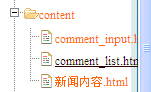 content
comment_input.h
comment_list.htm
新闻内容.html